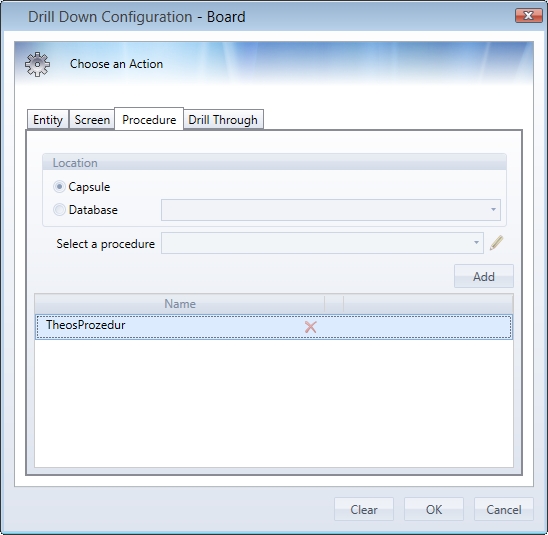 Drill Down Configuration - Board
Choose an Action
Entity Screen Procedure Drill Through
Location
Capsule
Database
Select a procedure
Add
Name
TheosProzedur
Clear OK Cancel